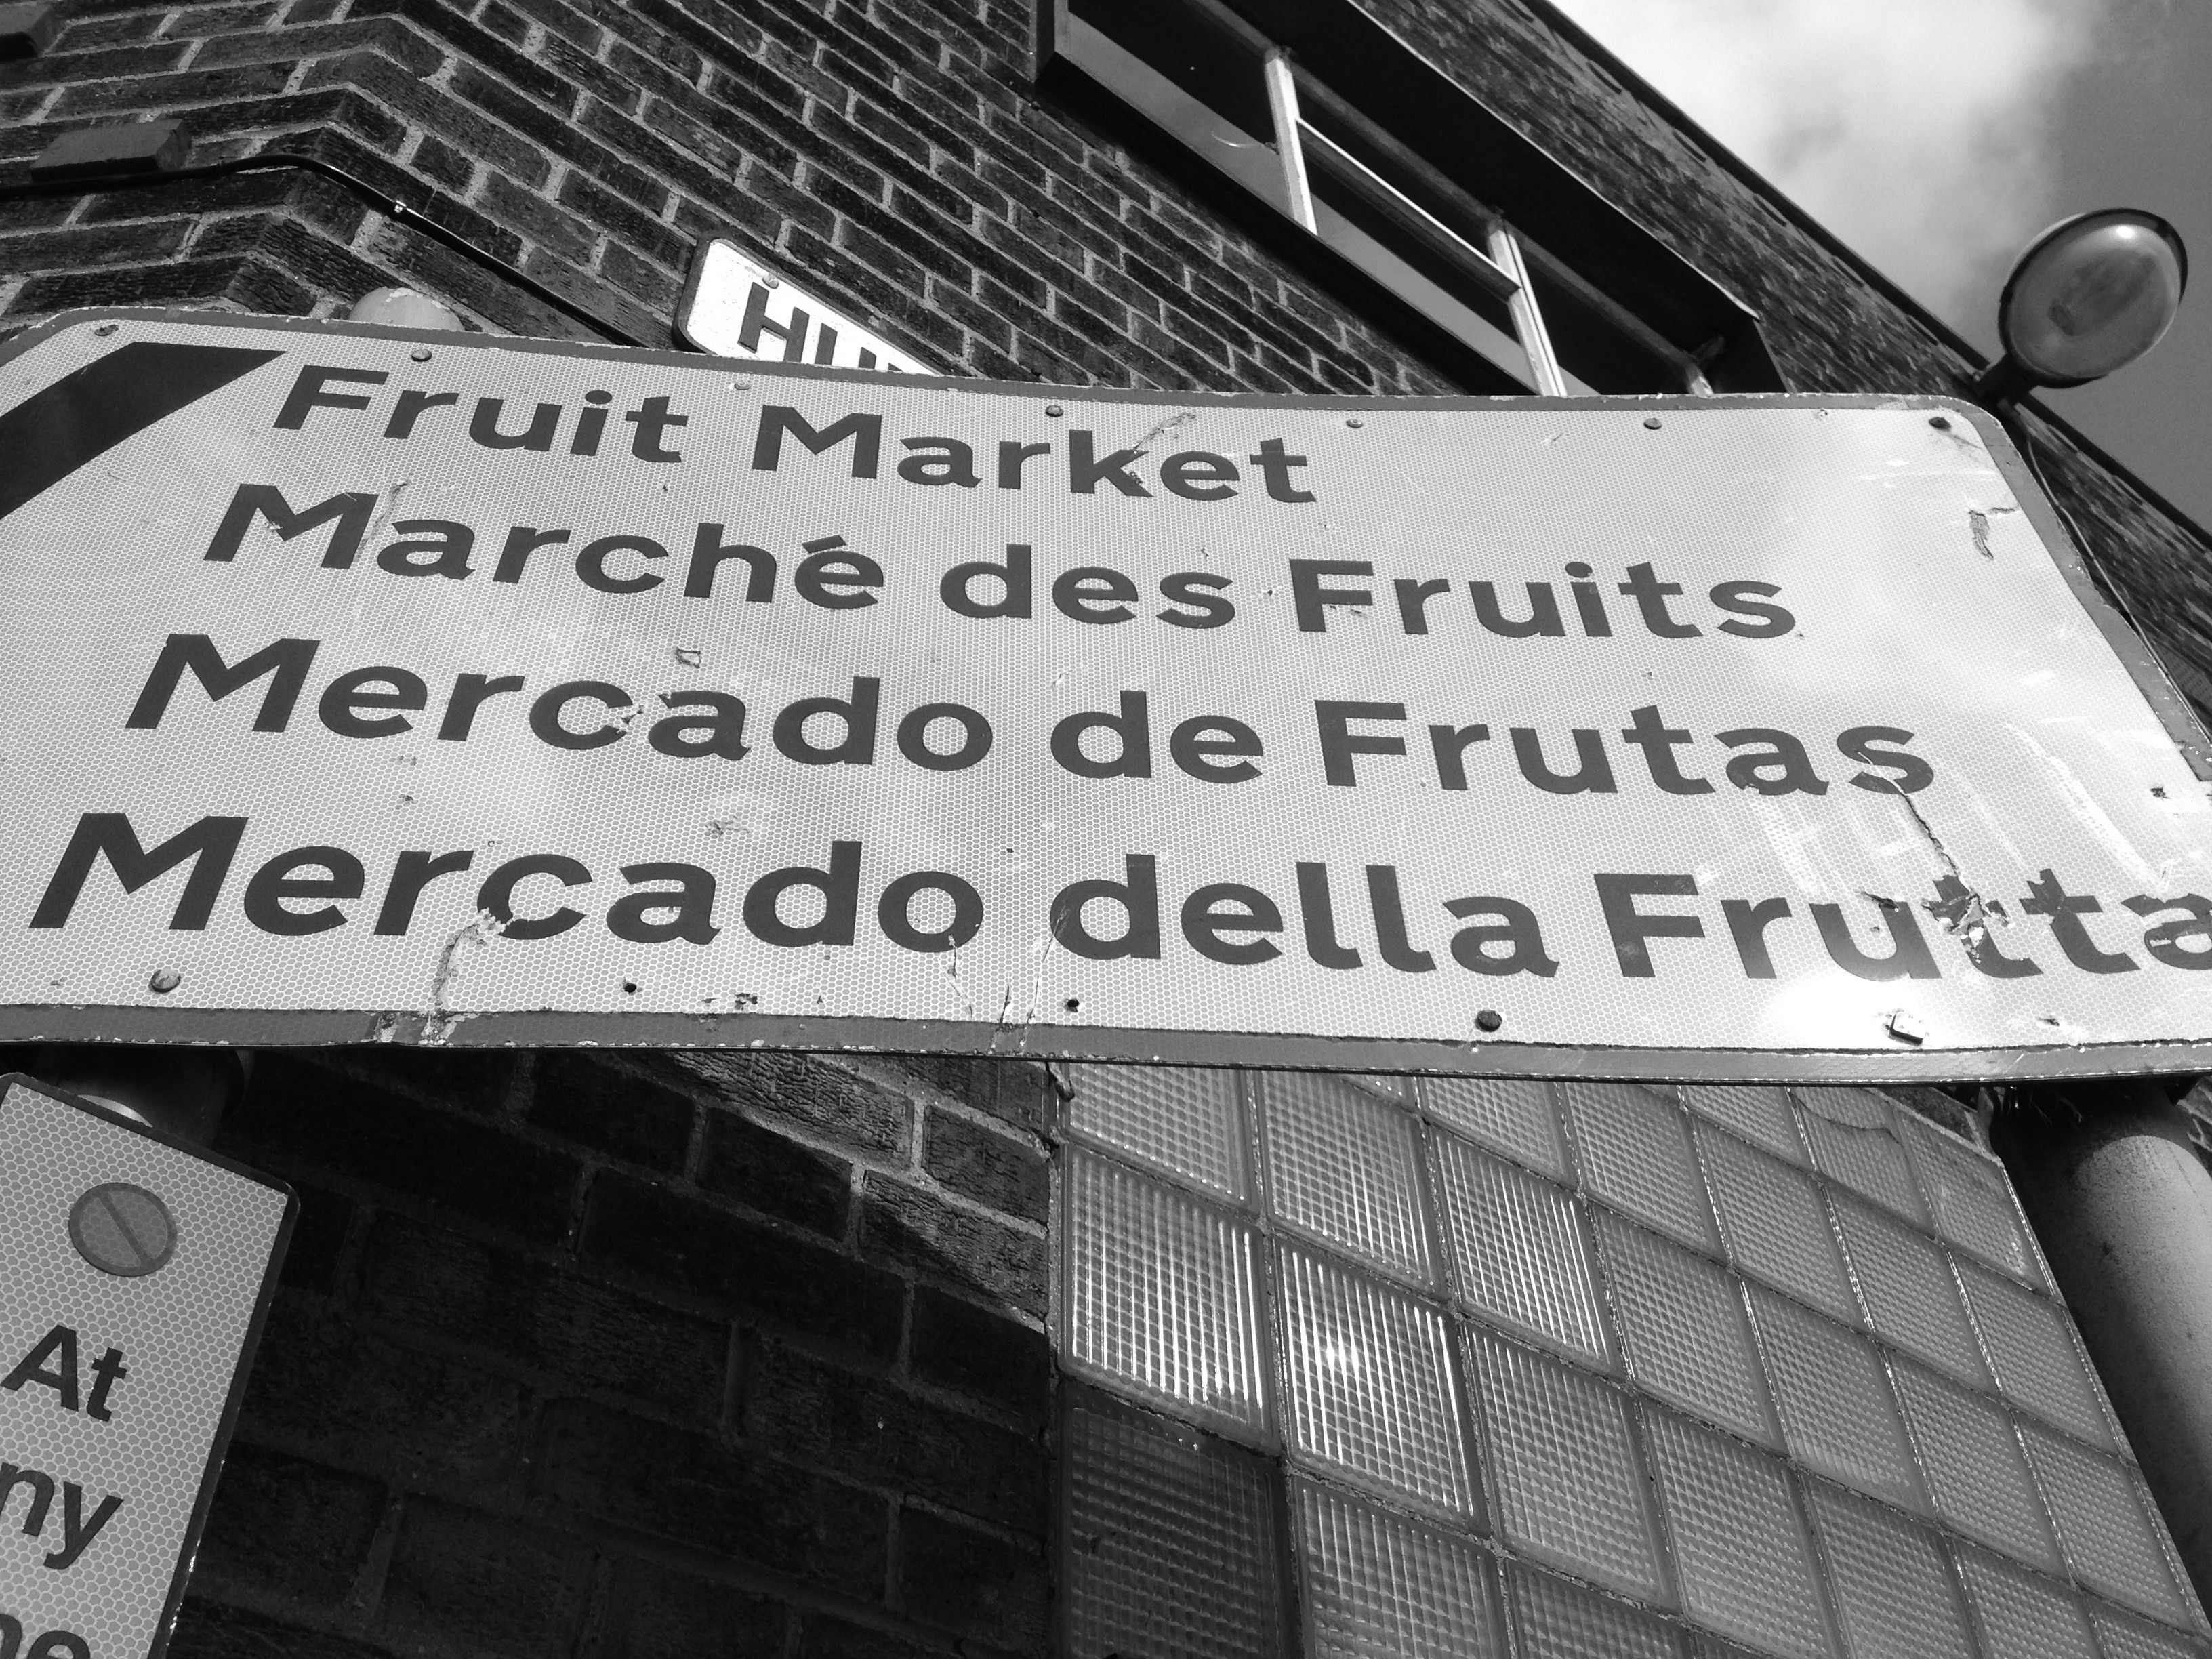 Fruit Market
Marché des Fruits
Mercado de Frutas
Mercado della Frutta
At